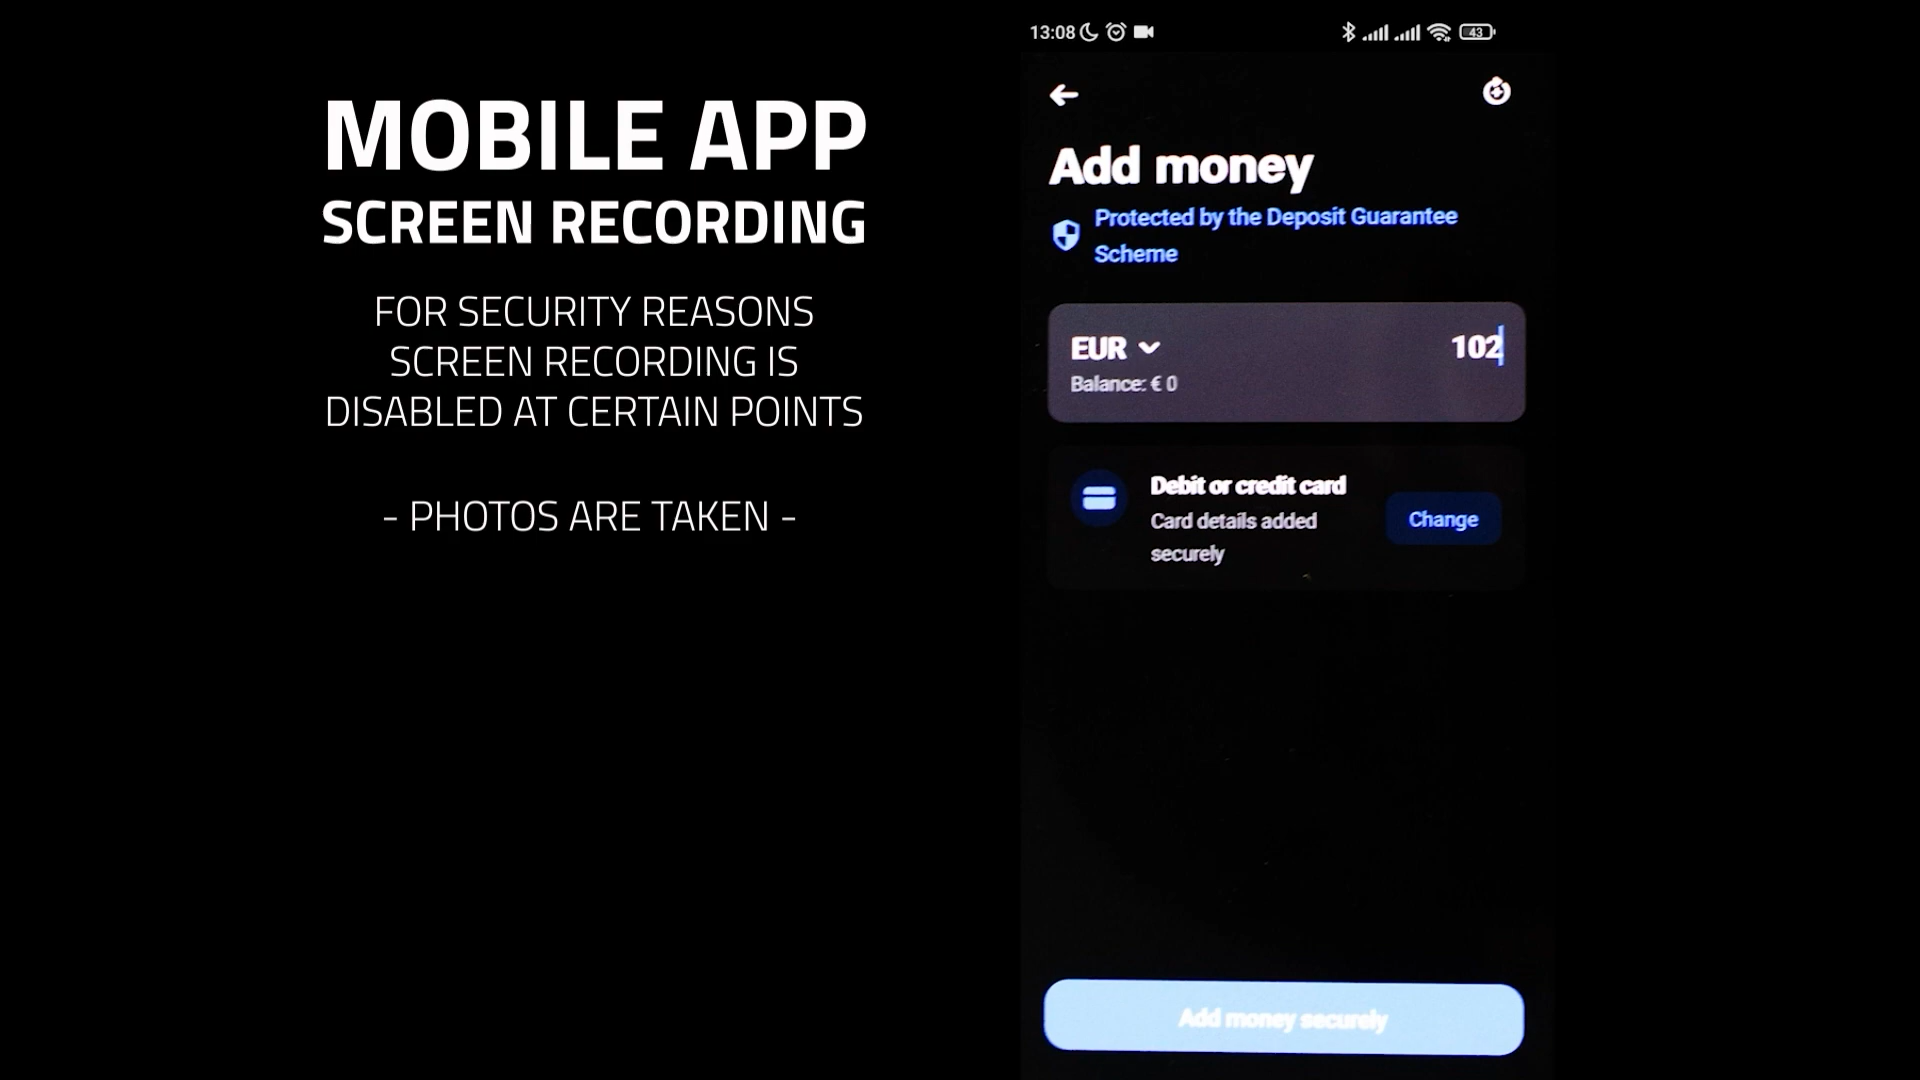 MOBILE APP
SCREEN RECORDING
FOR SECURITY REASONS
SCREEN RECORDING IS
DISABLED AT CERTAIN POINTS
- PHOTOS ARE TAKEN -
13:08
43
Add money
Protected by the Deposit Guarantee
Scheme
EUR
102
Balance: € 0
Debit or credit card
Card details added
securely
Change
Add money securely